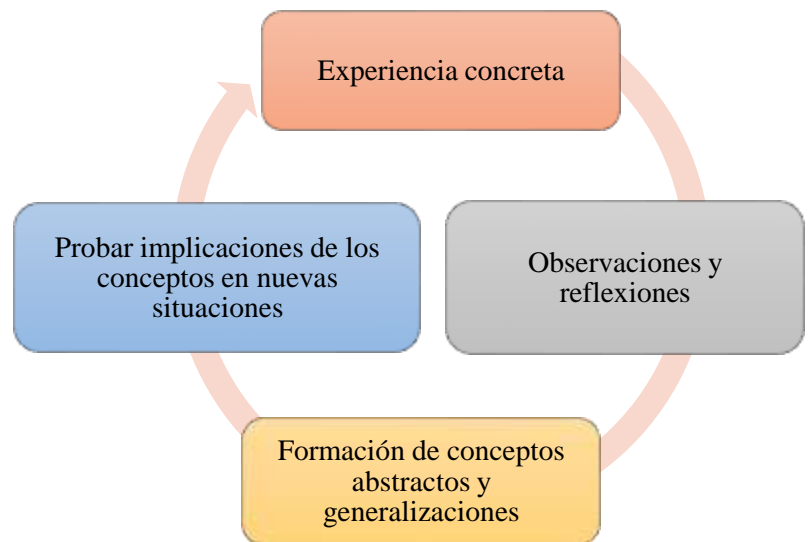 Experiencia concreta
Observaciones y
reflexiones
Formación de conceptos
abstractos y
generalizaciones
Probar implicaciones de los
conceptos en nuevas
situaciones